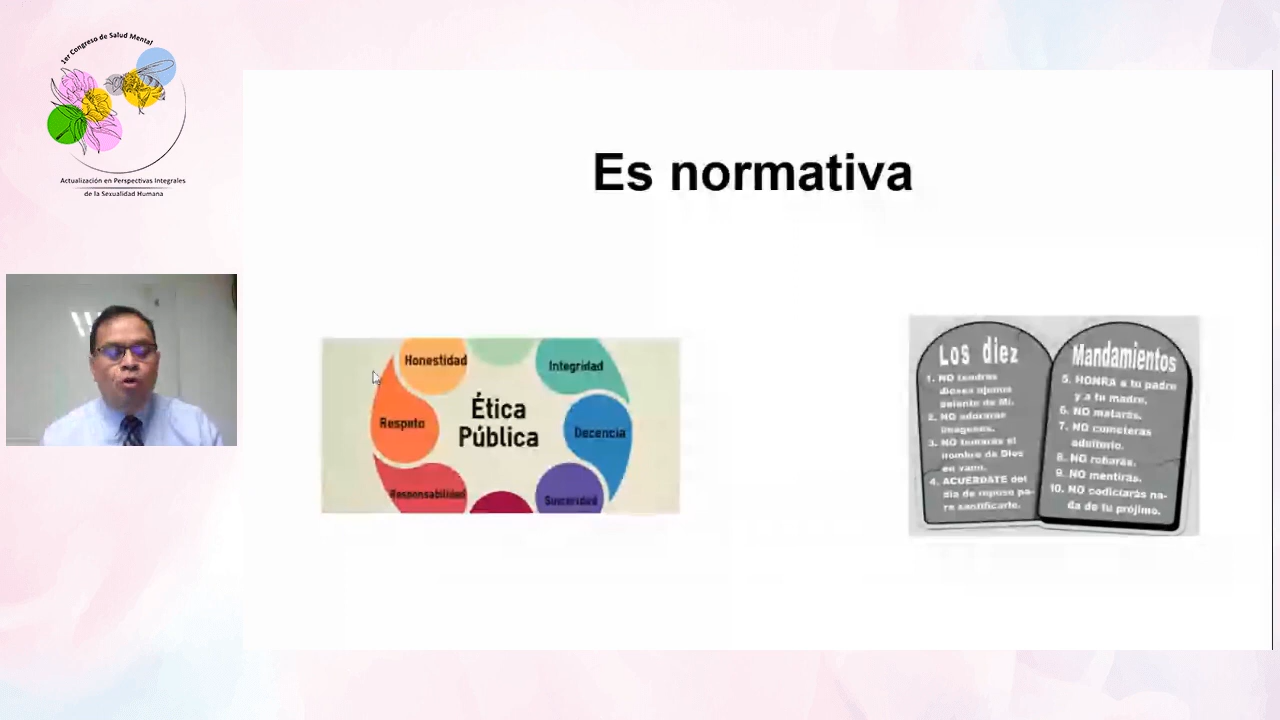 1er Congreso de Salud Mental
Actualización en Perspectivas Integrales
de la Sexualidad Humana
Es normativa
Honestidad
Integridad
Ética
Pública
Respeto
Decencia
Responsabilidad
Sinceridad
Los diez
1. NO tendrás
dioses ajenos
delante de Mí.
2. NO adorarás
imágenes.
3. NO tomarás el
nombre de Dios
en vano.
4. ACUÉRDATE del
día de reposo pa-
ra santificarlo.
Mandamientos
5. HONRA a tu padre
y a tu madre.
6. NO matarás.
7. NO cometerás
adulterio.
8. NO robarás.
9. NO mentirás.
10. NO codiciarás na-
da de tu prójimo.